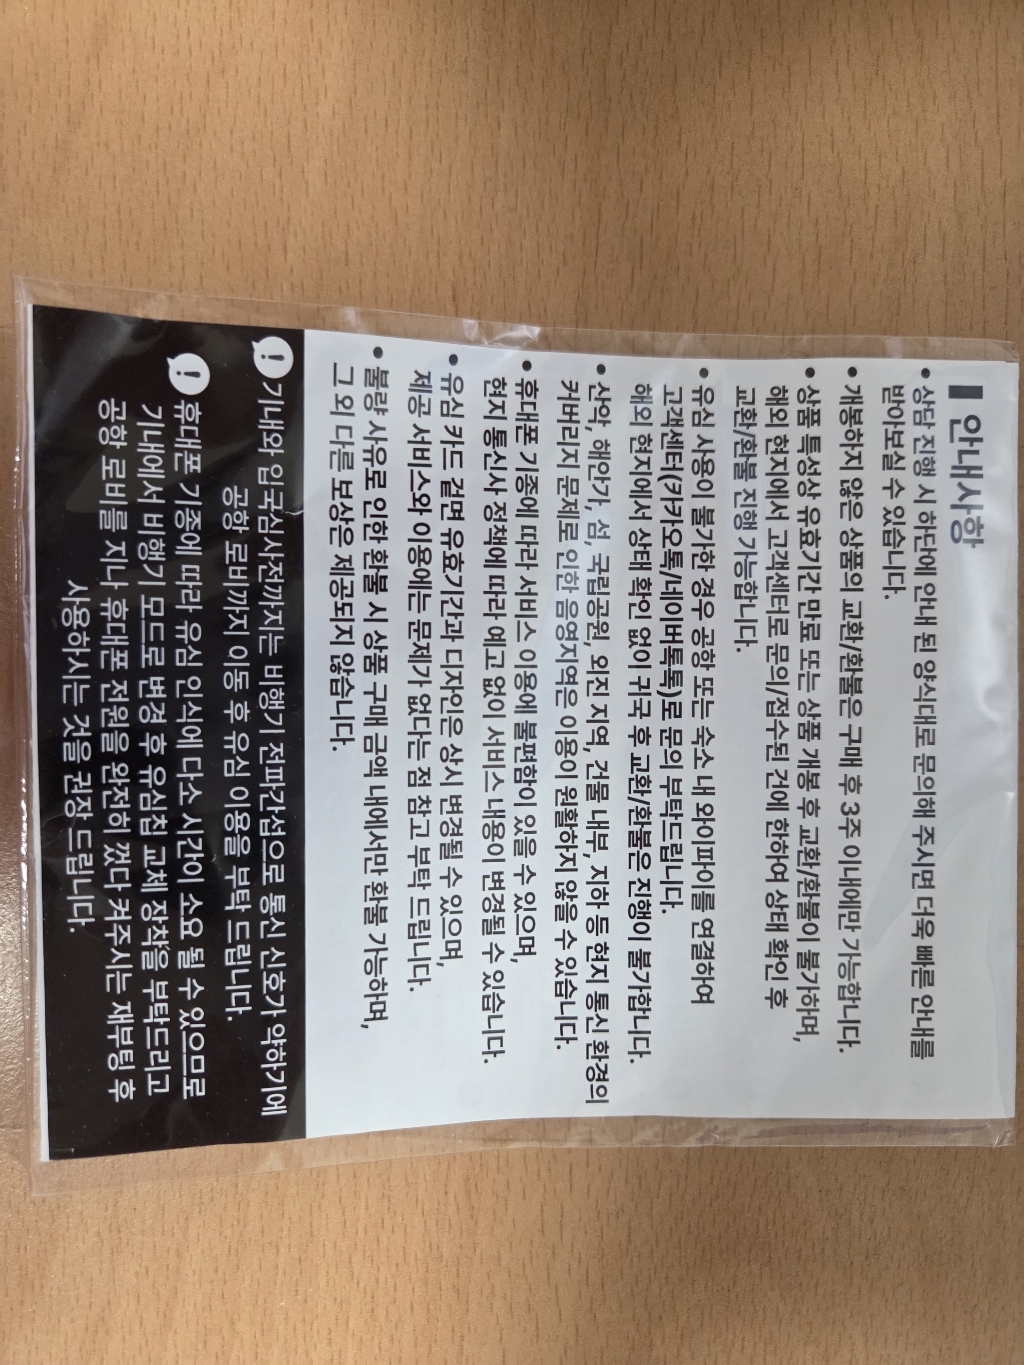 안내사항
• 상담 진행 시 하단에 안내 된 양식대로 문의해 주시면 더욱 빠른 안내를
받아보실 수 있습니다.
• 개봉하지 않은 상품의 교환/환불은 구매 후 3주 이내에만 가능합니다.
• 상품 특성상 유효기간 만료 또는 상품 개봉 후 교환/환불이 불가하며,
해외 현지에서 고객센터로 문의/접수된 건에 한하여 상태 확인 후
교환/환불 진행 가능합니다.
• 유심 사용이 불가한 경우 공항 또는 숙소 내 와이파이를 연결하여
고객센터(카카오톡/네이버톡톡)로 문의 부탁드립니다.
해외 현지에서 상태 확인 없이 귀국 후 교환/환불은 진행이 불가합니다.
• 산악, 해안가, 섬, 국립공원, 외진 지역, 건물 내부, 지하 등 현지 통신 환경의
커버리지 문제로 인한 음영지역은 이용이 원활하지 않을 수 있습니다.
• 휴대폰 기종에 따라 서비스 이용에 불편함이 있을 수 있으며,
현지 통신사 정책에 따라 예고 없이 서비스 내용이 변경될 수 있습니다.
• 유심 카드 겉면 유효기간과 디자인은 상시 변경될 수 있으며,
제공 서비스와 이용에는 문제가 없다는 점 참고 부탁 드립니다.
• 불량 사유로 인한 환불 시 상품 구매 금액 내에서만 환불 가능하며,
그 외 다른 보상은 제공되지 않습니다.
! 기내와 입국심사전까지는 비행기 전파간섭으로 통신 신호가 약하기에
공항 로비까지 이동 후 유심 이용을 부탁 드립니다.
! 휴대폰 기종에 따라 유심 인식에 다소 시간이 소요 될 수 있으므로
기내에서 비행기 모드로 변경 후 유심칩 교체 장착을 부탁드리고
공항 로비를 지나 휴대폰 전원을 완전히 껐다 켜주시는 재부팅 후
사용하시는 것을 권장 드립니다.